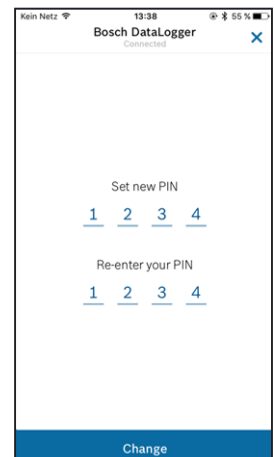 Kein Netz 13:38 55 %
Bosch DataLogger
Connected
Set new PIN
1 2 3 4
Re-enter your PIN
1 2 3 4
Change